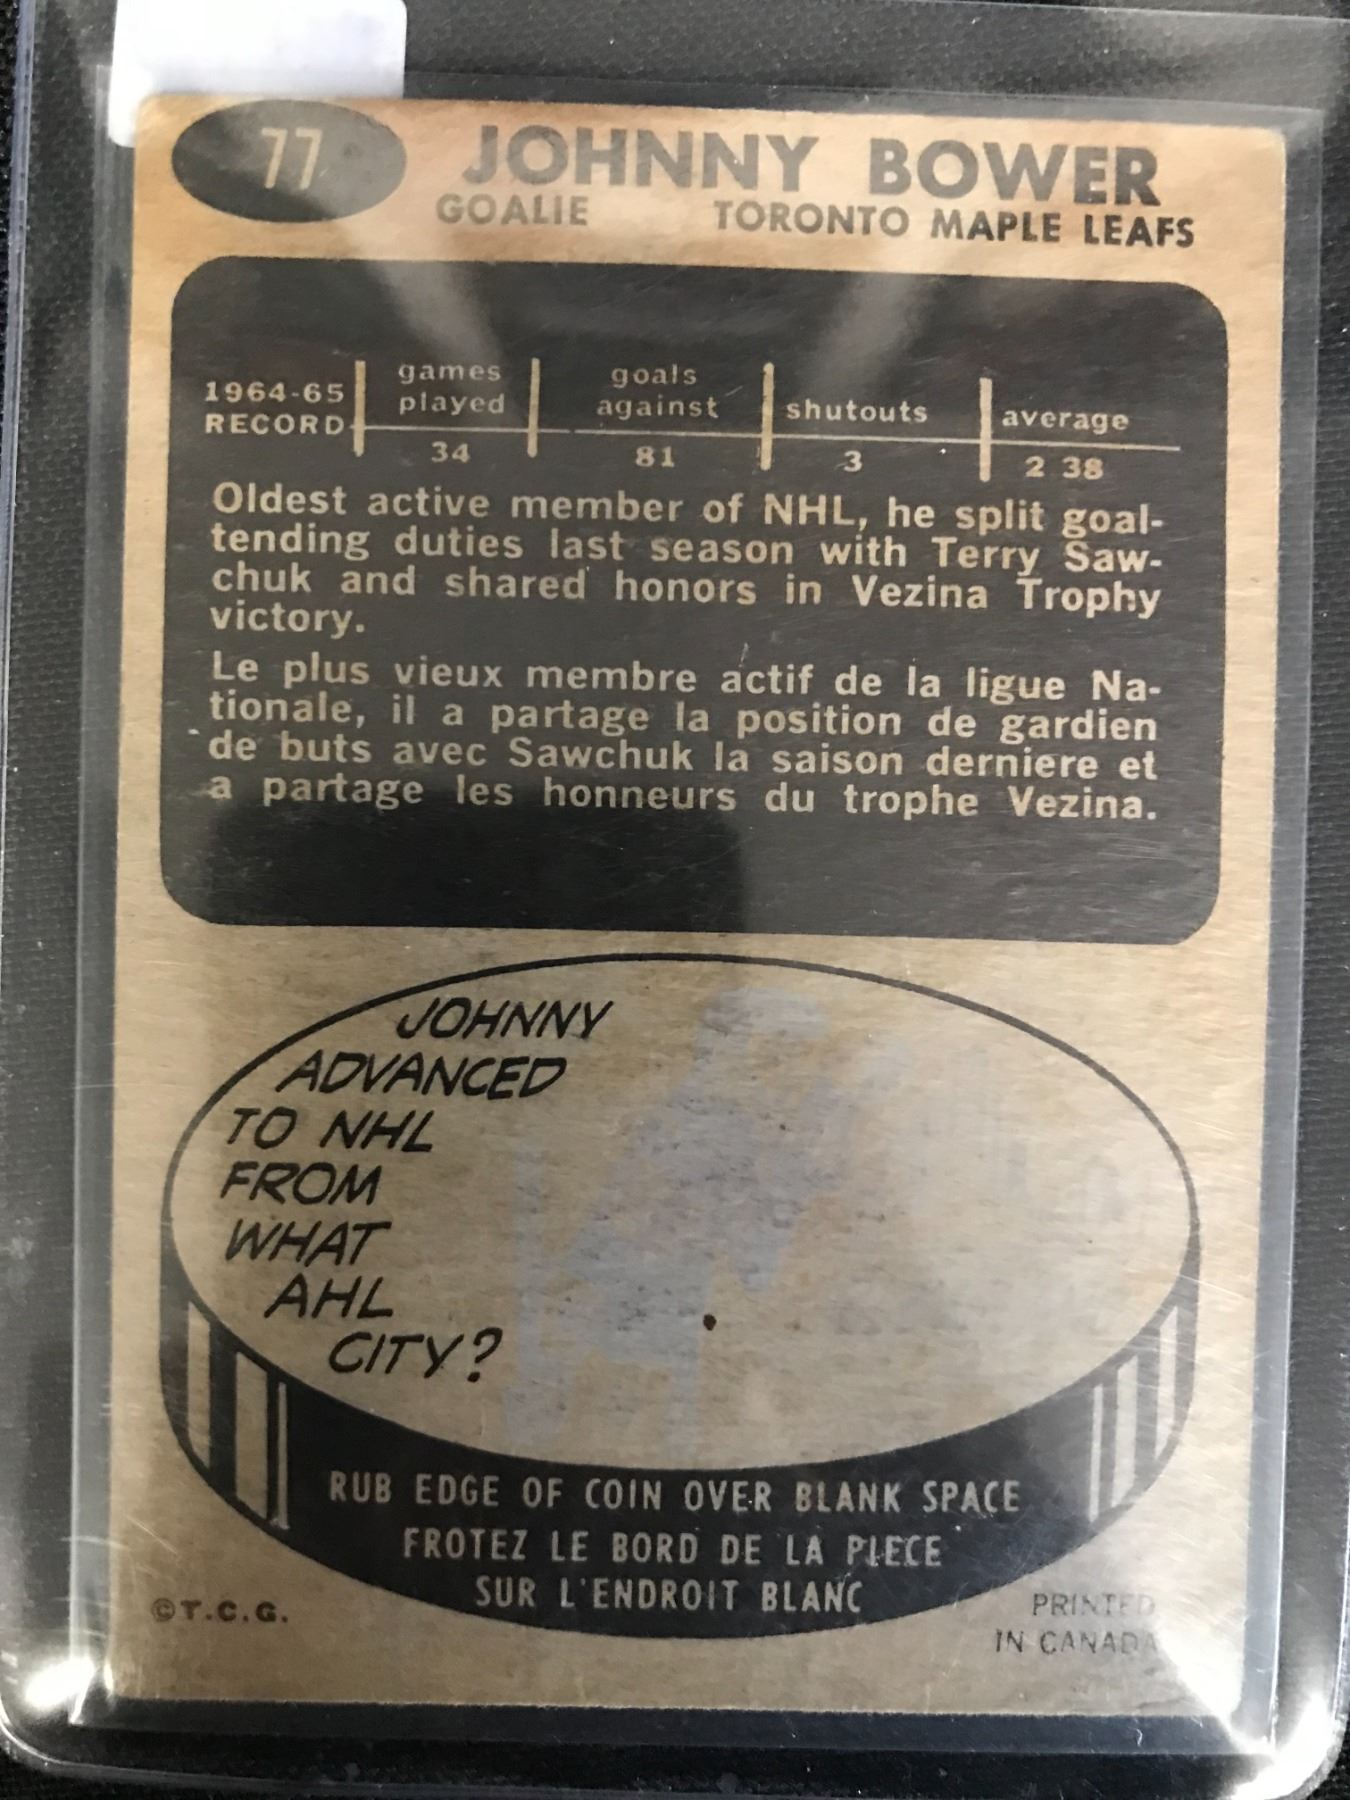 77 JOHNNY BOWER
GOALIE TORONTO MAPLE LEAFS
1964-65 RECORD games played goals against shutouts average
34 81 3 2 38
Oldest active member of NHL, he split goal-
tending duties last season with Terry Saw-
chuk and shared honors in Vezina Trophy
victory.
Le plus vieux membre actif de la ligue Na-
tionale, il a partage la position de gardien
de buts avec Sawchuk la saison derniere et
a partage les honneurs du trophe Vezina.
JOHNNY
ADVANCED
TO NHL
FROM
WHAT
AHL
CITY?
RUB EDGE OF COIN OVER BLANK SPACE
FROTEZ LE BORD DE LA PIECE
SUR L'ENDROIT BLANC
©T.C.G.
PRINTED
IN CANADA